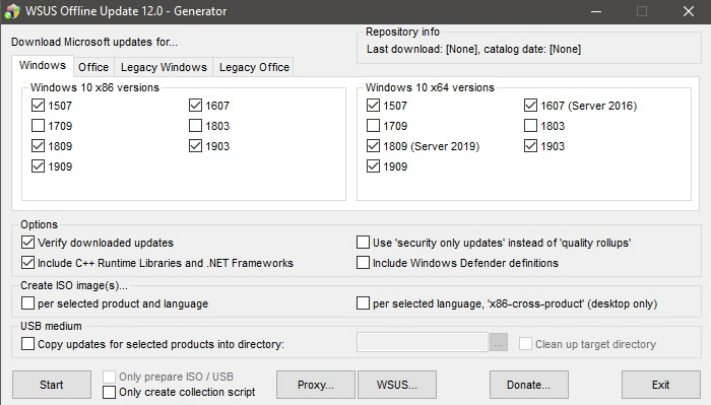 WSUS Offline Update 12.0 - Generator
Download Microsoft updates for...
Repository info
Last download: [None], catalog date: [None]
Windows Office Legacy Windows Legacy Office
Windows 10 x86 versions
1507 1607
1709 1803
1809 1903
1909
Windows 10 x64 versions
1507 1607 (Server 2016)
1709 1803
1809 (Server 2019) 1903
1909
Options
Verify downloaded updates Use 'security only updates' instead of 'quality rollups'
Include C++ Runtime Libraries and .NET Frameworks Include Windows Defender definitions
Create ISO image(s)...
per selected product and language per selected language, 'x86-cross-product' (desktop only)
USB medium
Copy updates for selected products into directory: ... Clean up target directory
Start
Only prepare ISO / USB
Only create collection script
Proxy... WSUS... Donate... Exit